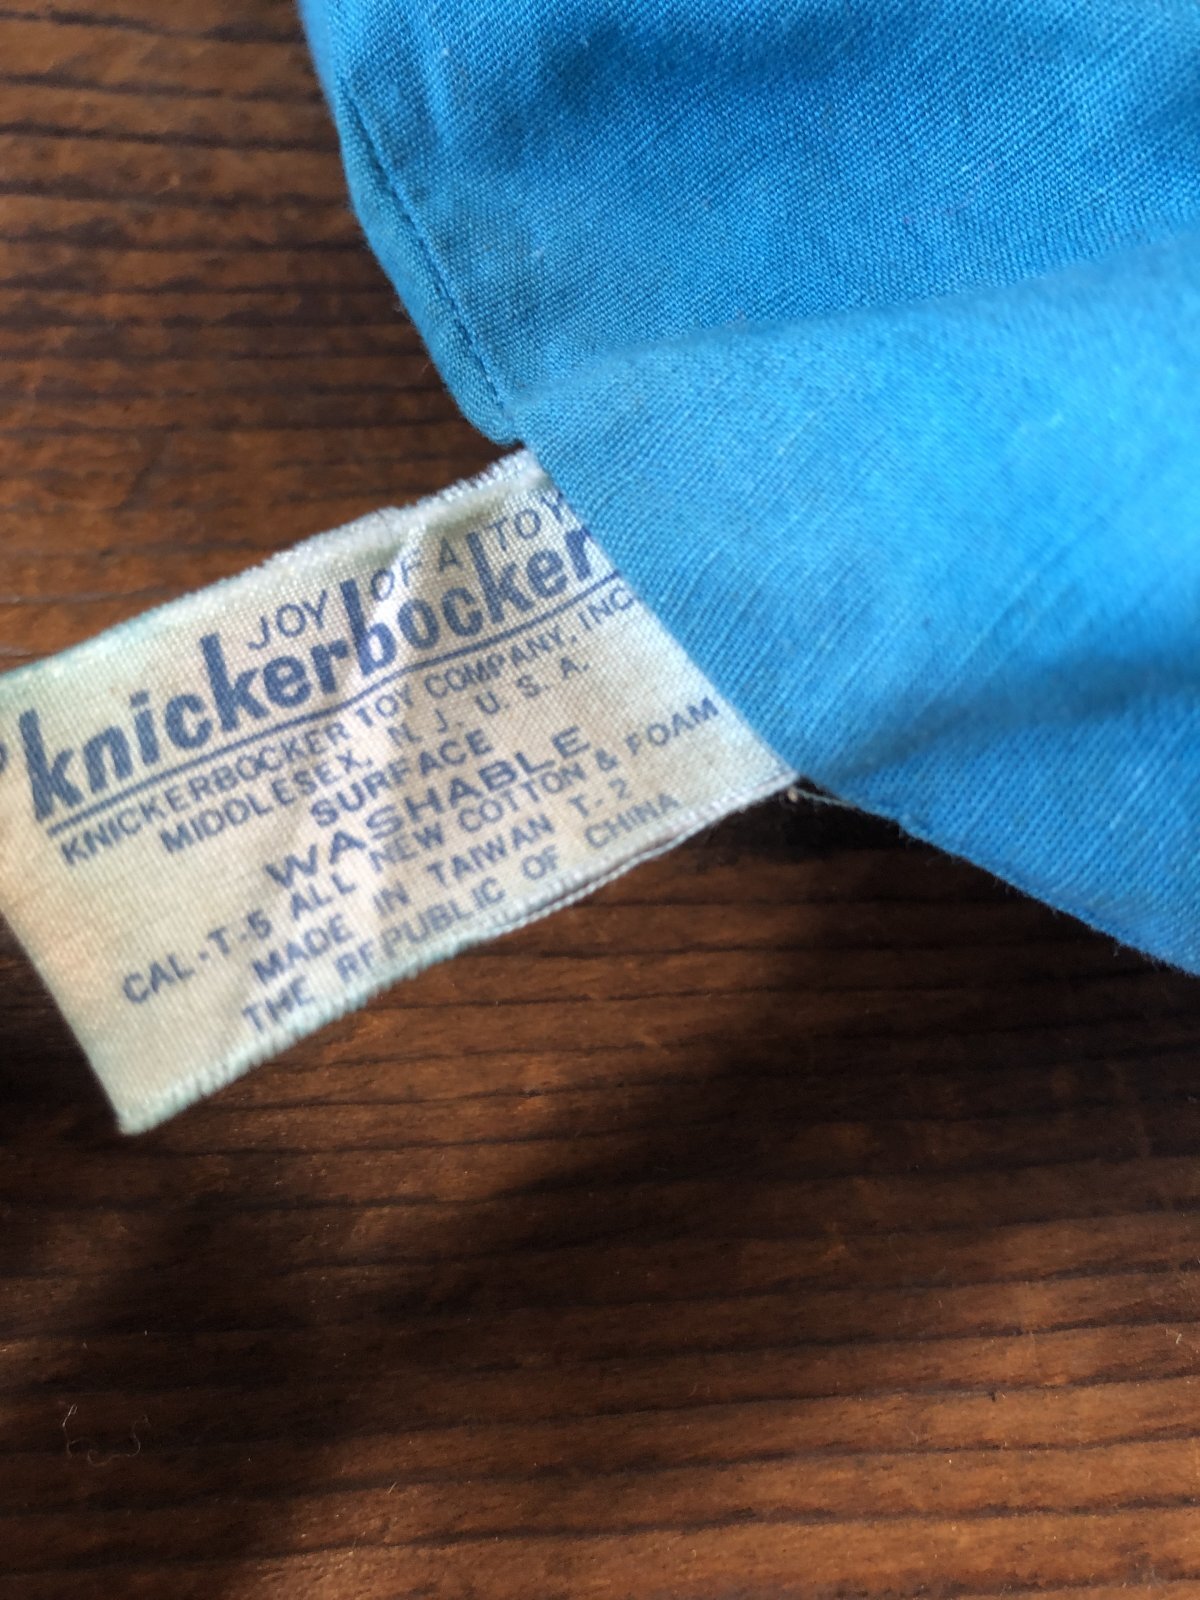 JOY OF A TOY
knickerbocker
KNICKERBOCKER TOY COMPANY, INC
MIDDLESEX, N. J. U. S. A.
SURFACE
WASHABLE
CAL-T-5 ALL NEW COTTON & FOAM
MADE IN TAIWAN T-2
THE REPUBLIC OF CHINA